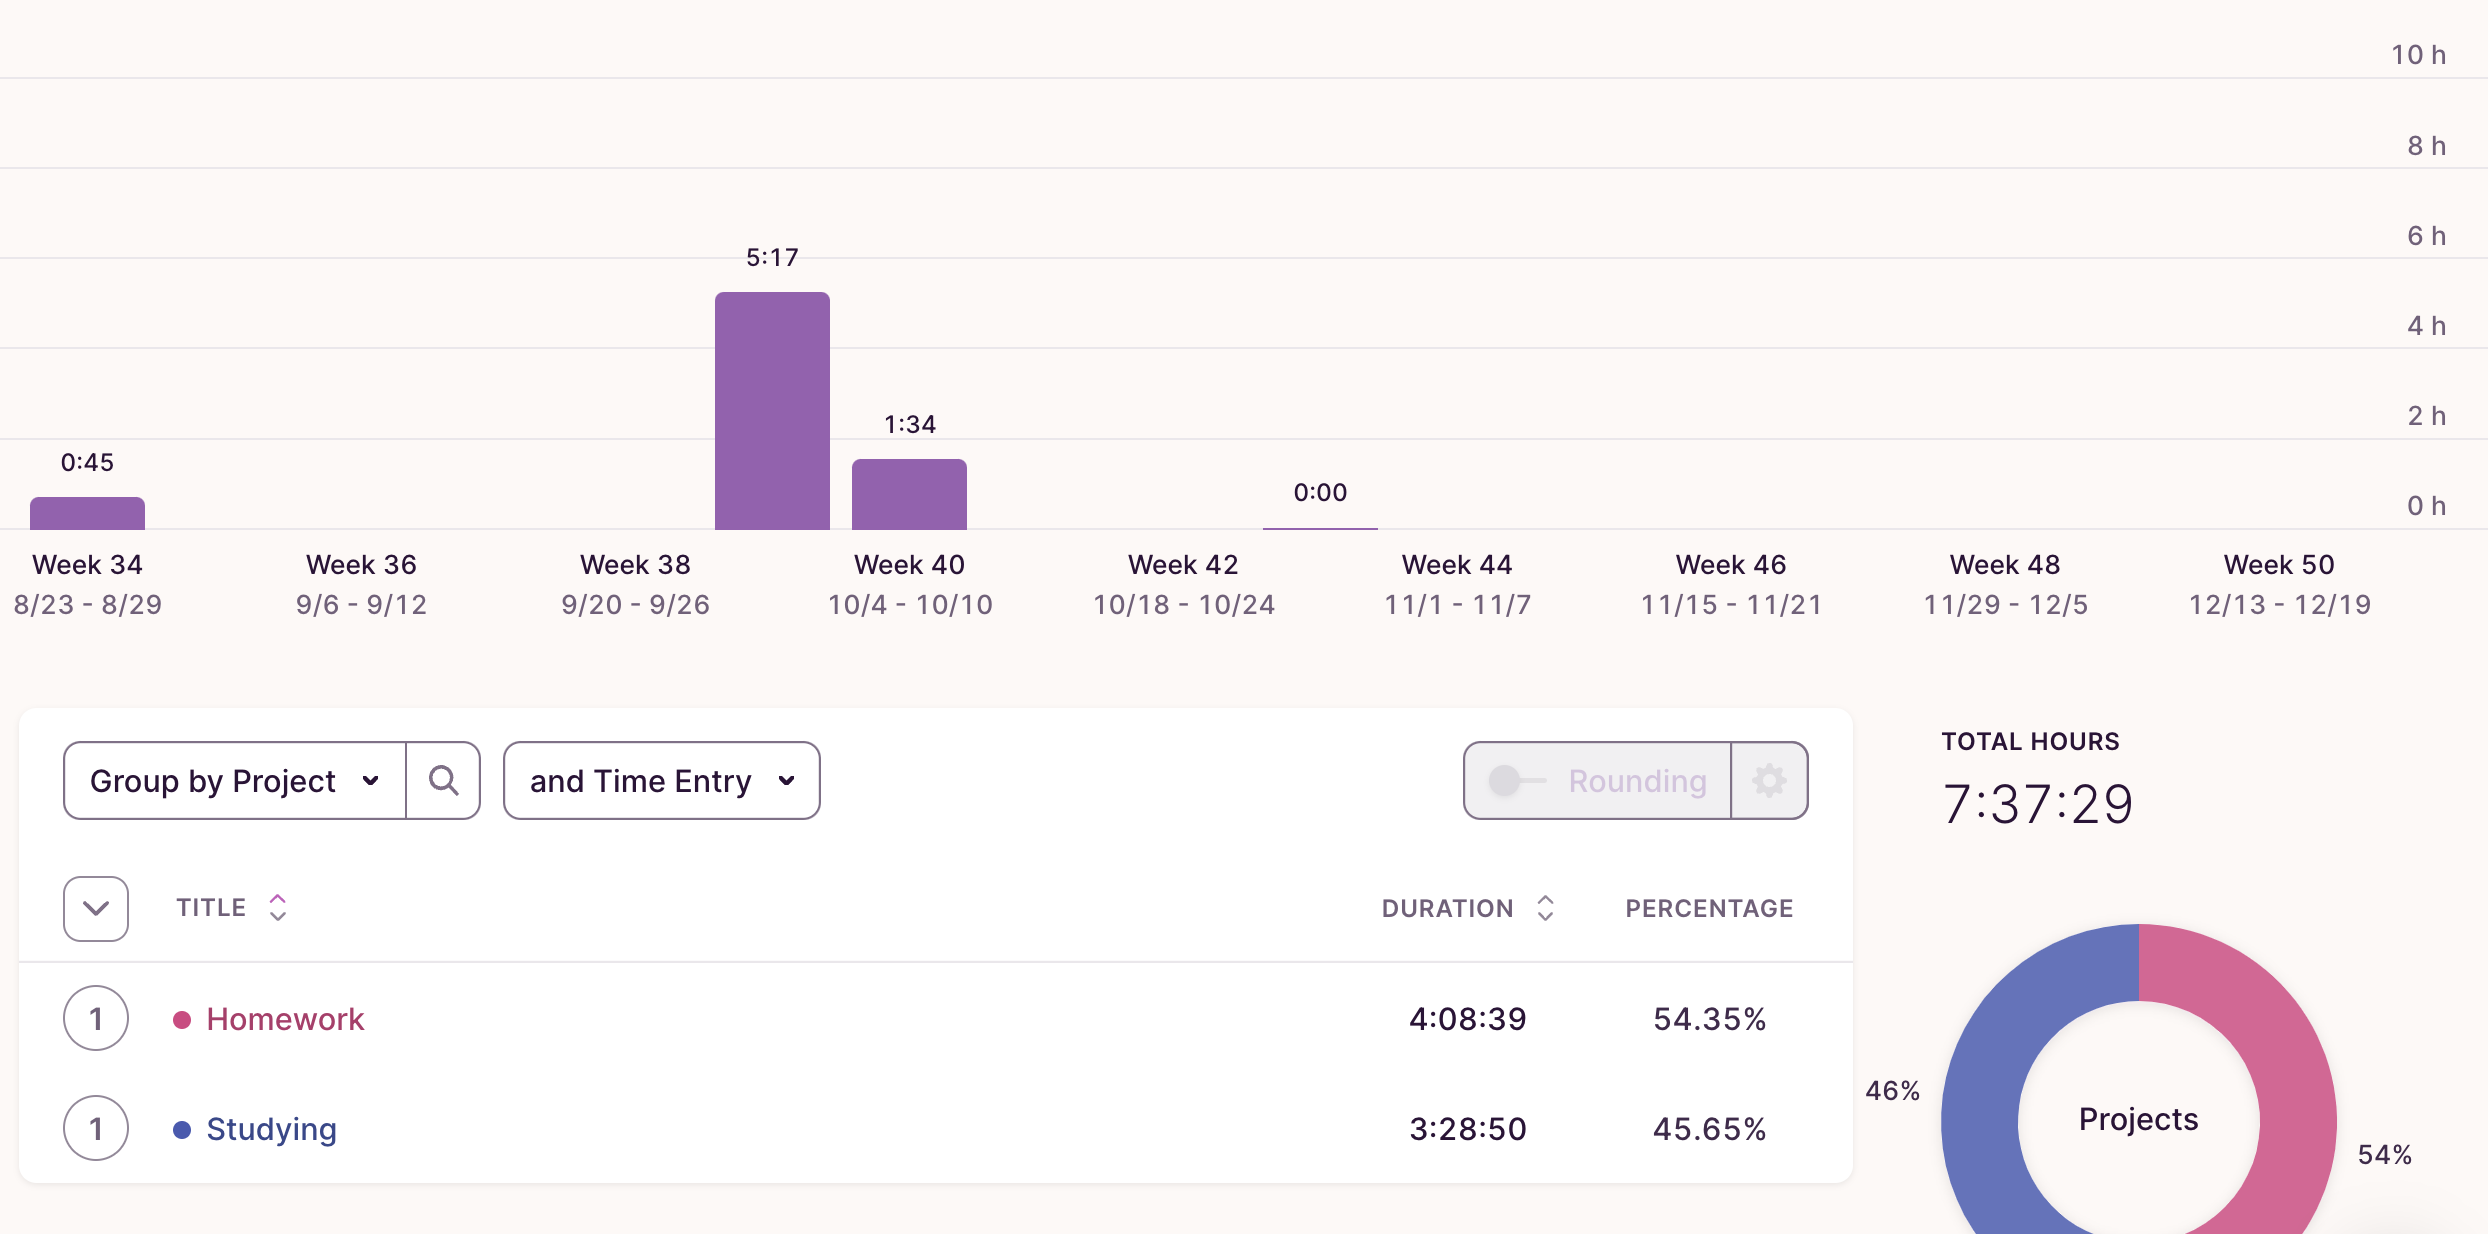 10 h
8 h
6 h
4 h
2 h
0 h
5:17
1:34
0:45
0:00
Week 34
8/23 - 8/29
Week 36
9/6 - 9/12
Week 38
9/20 - 9/26
Week 40
10/4 - 10/10
Week 42
10/18 - 10/24
Week 44
11/1 - 11/7
Week 46
11/15 - 11/21
Week 48
11/29 - 12/5
Week 50
12/13 - 12/19
Group by Project
and Time Entry
Rounding
TITLE
DURATION
PERCENTAGE
1 Homework 4:08:39 54.35%
1 Studying 3:28:50 45.65%
TOTAL HOURS
7:37:29
46%
Projects
54%